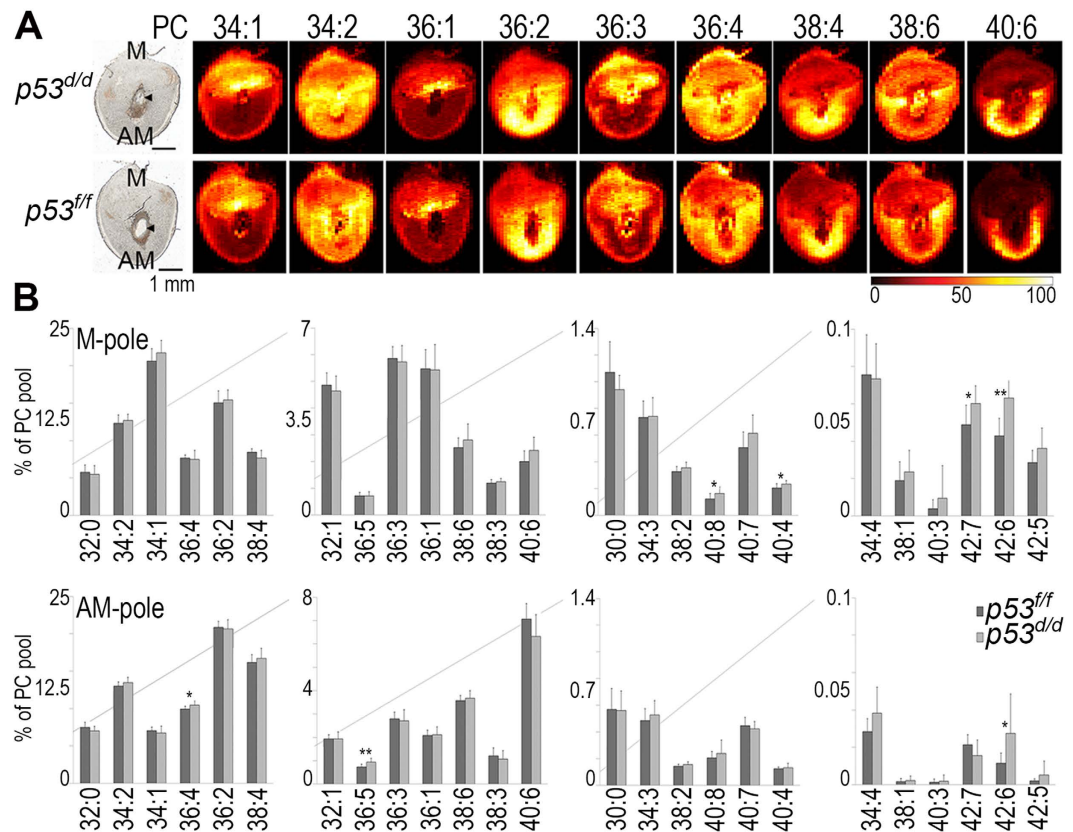 A PC 34:1 34:2 36:1 36:2 36:3 36:4 38:4 38:6 40:6
p53d/d M AM
p53f/f M AM
1 mm
0 50 100
B
M-pole
% of PC pool
25 12.5 0
32:0 34:2 34:1 36:4 36:2 38:4
7 3.5 0
32:1 36:5 36:3 36:1 38:6 38:3 40:6
1.4 0.7 0
* *
30:0 34:3 38:2 40:8 40:7 40:4
0.1 0.05 0
* **
34:4 38:1 40:3 42:7 42:6 42:5
AM-pole
% of PC pool
25 12.5 0
*
32:0 34:2 34:1 36:4 36:2 38:4
8 4 0
**
32:1 36:5 36:3 36:1 38:6 38:3 40:6
1.4 0.7 0
30:0 34:3 38:2 40:8 40:7 40:4
0.1 0.05 0
p53f/f
p53d/d
*
34:4 38:1 40:3 42:7 42:6 42:5